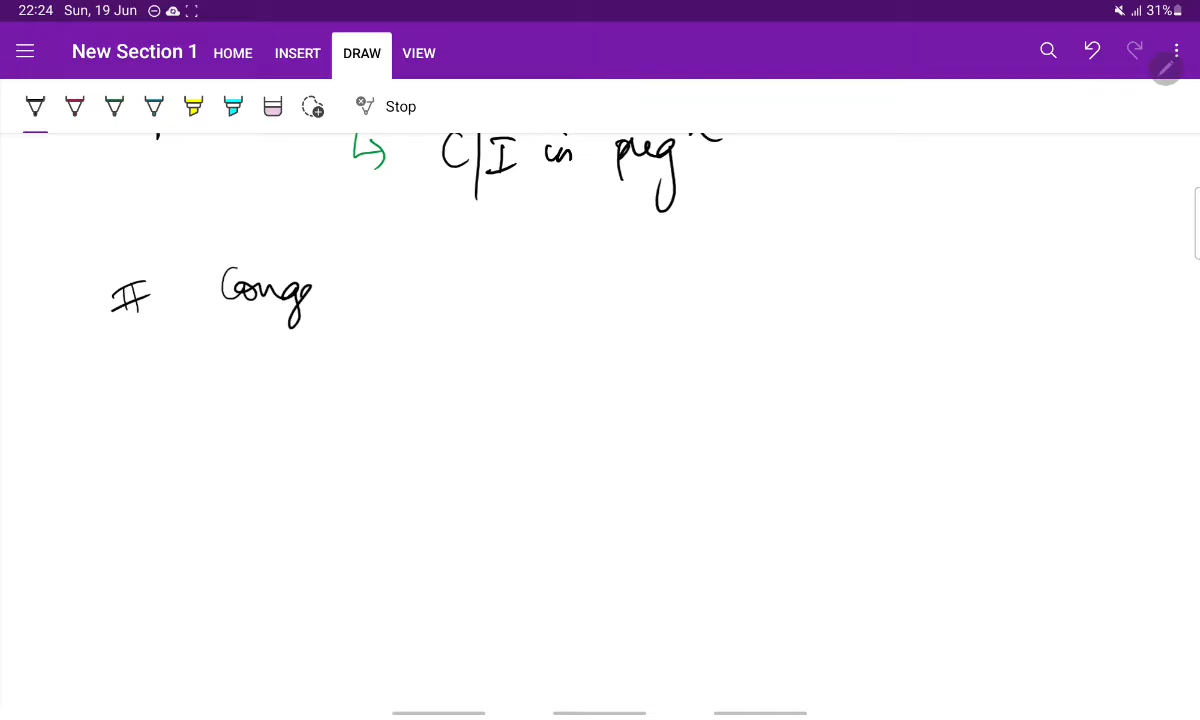 22:24 Sun, 19 Jun 31%
New Section 1 HOME INSERT DRAW VIEW
Stop
↳ C/I in preg^n
# Cong